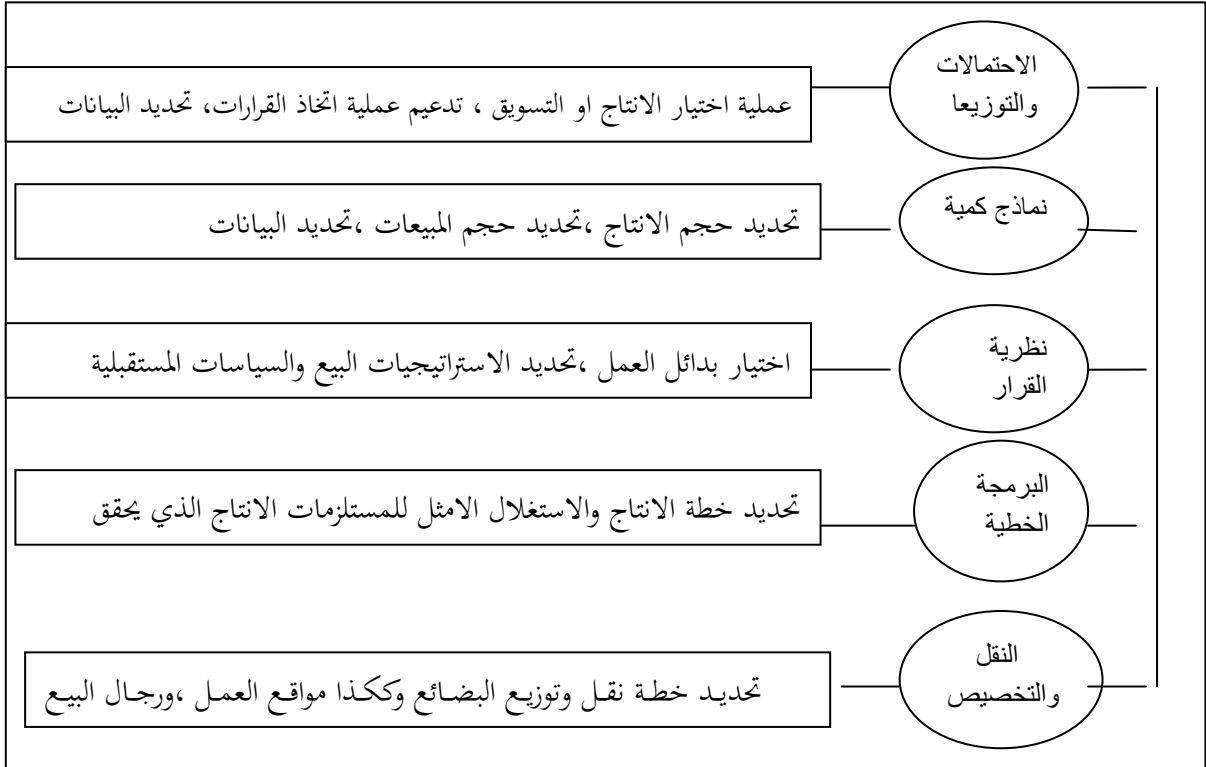 الاحتمالات
والتوزيعا
عملية اختيار الانتاج او التسويق ، تدعيم عملية اتخاذ القرارات، تحديد البيانات
نماذج كمية
تحديد حجم الانتاج ،تحديد حجم المبيعات ،تحديد البيانات
نظرية
القرار
اختيار بدائل العمل ،تحديد الاستراتيجيات البيع والسياسات المستقبلية
البرمجة
الخطية
تحديد خطة الانتاج والاستغلال الامثل للمستلزمات الانتاج الذي يحقق
النقل
والتخصيص
تحديد خطة نقل وتوزيع البضائع وككذا مواقع العمل ،ورجال البيع